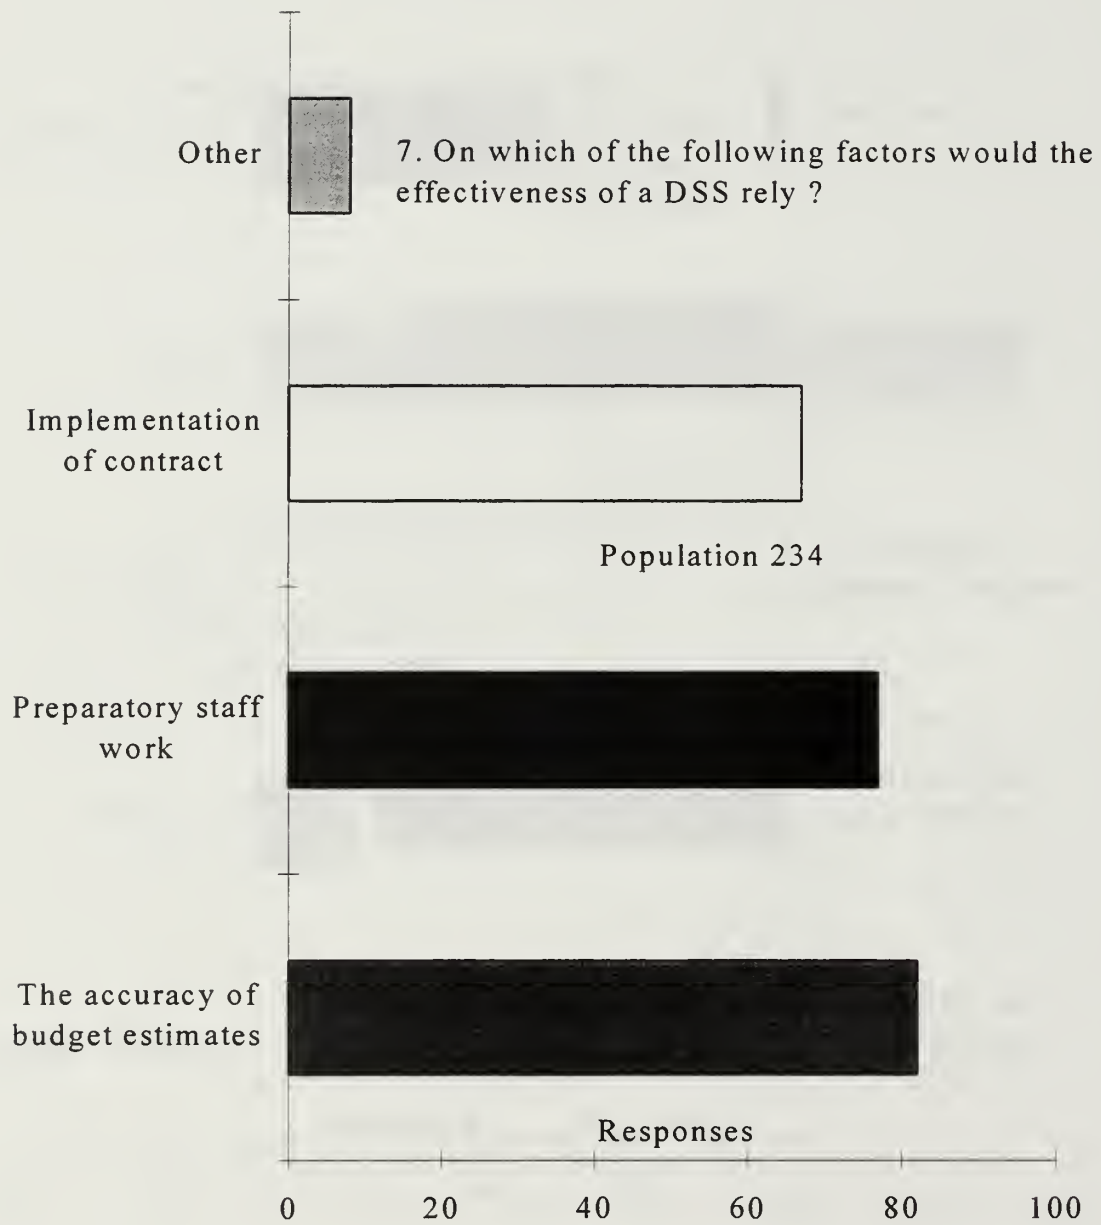 Other
7. On which of the following factors would the
effectiveness of a DSS rely ?
Implementation
of contract
Population 234
Preparatory staff
work
The accuracy of
budget estimates
Responses
0 20 40 60 80 100